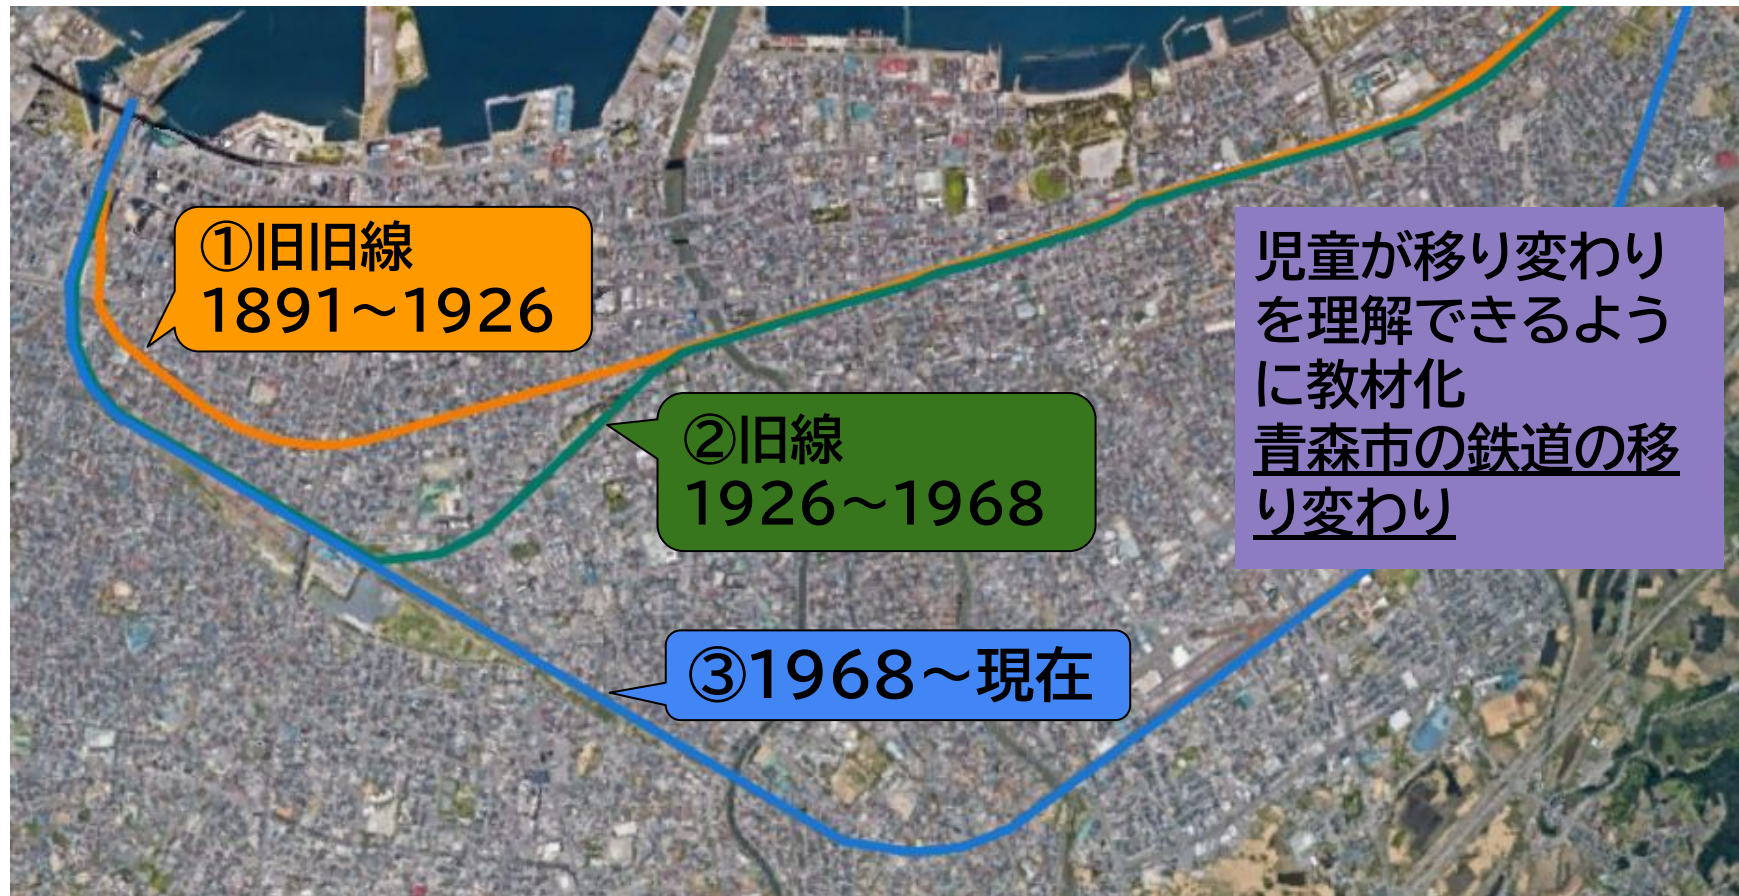 ①旧旧線
1891～1926
児童が移り変わり
を理解できるよう
に教材化
青森市の鉄道の移
り変わり
②旧線
1926～1968
③1968～現在